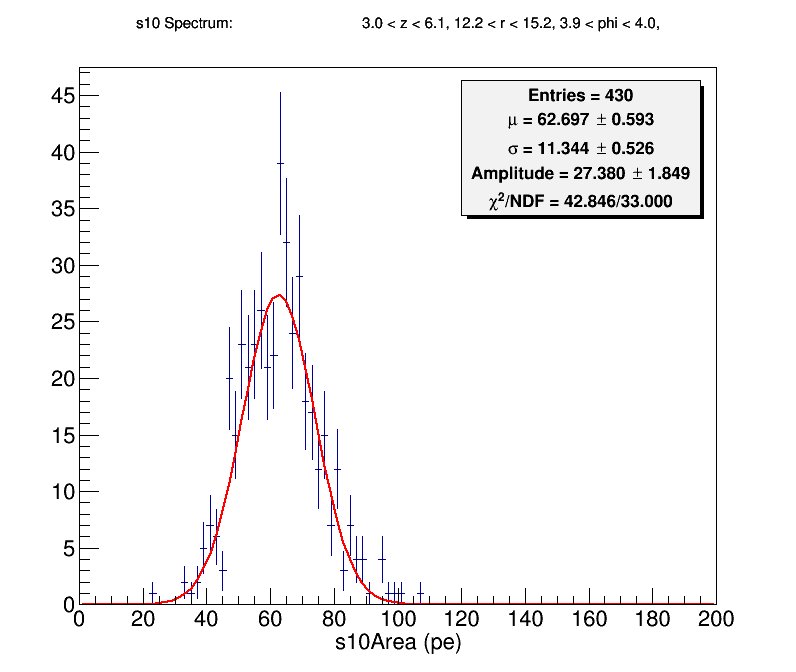 s10 Spectrum: 3.0 < z < 6.1, 12.2 < r < 15.2, 3.9 < phi < 4.0,
Entries = 430
μ = 62.697 ± 0.593
σ = 11.344 ± 0.526
Amplitude = 27.380 ± 1.849
χ²/NDF = 42.846/33.000
45
40
35
30
25
20
15
10
5
0
0 20 40 60 80 100 120 140 160 180 200
s10Area (pe)